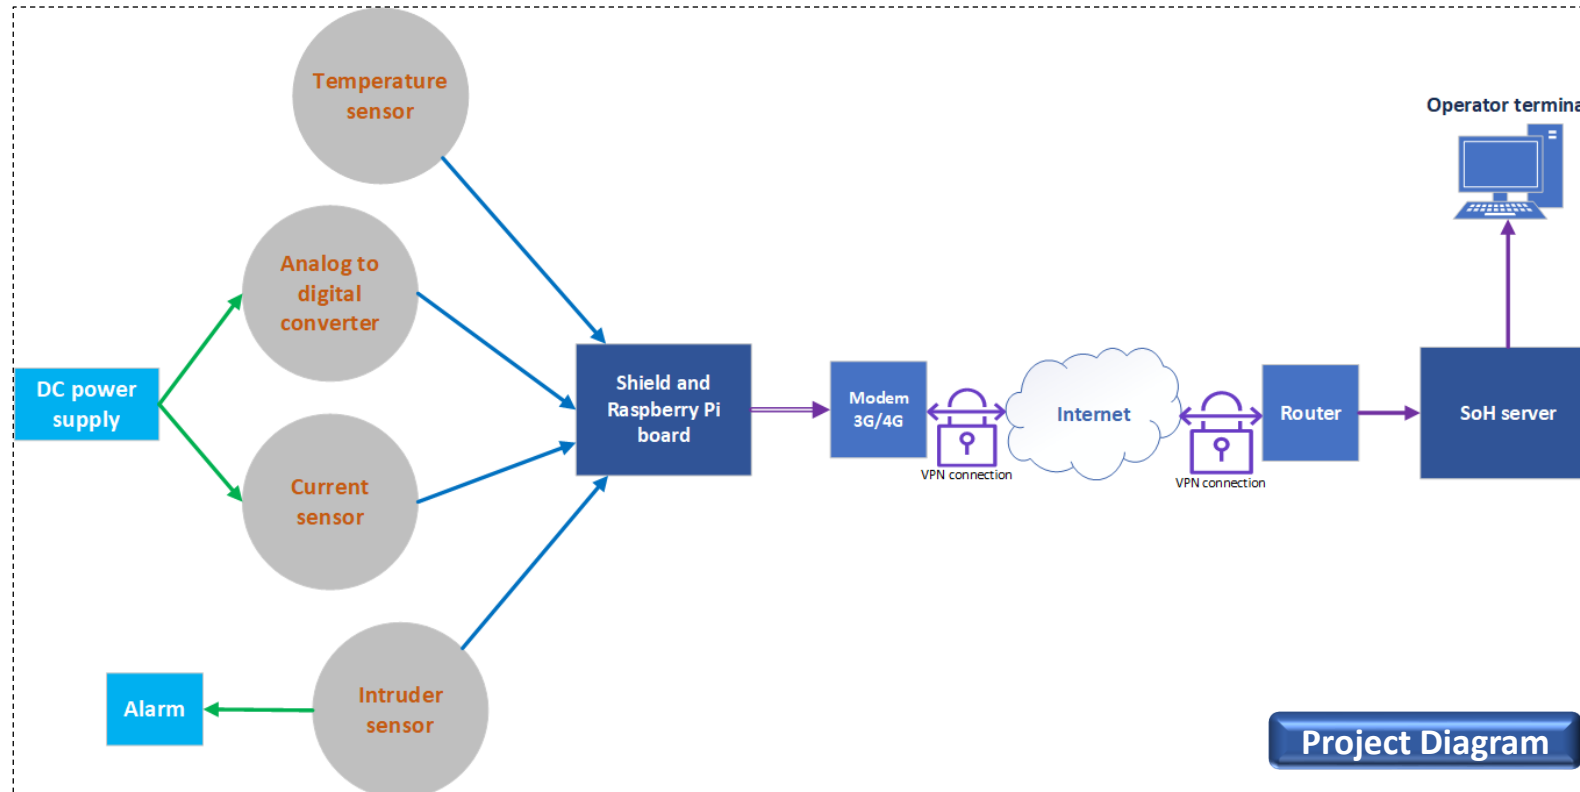 Temperature
sensor
Operator termina
Analog to
digital
converter
DC power
supply
Shield and
Raspberry Pi
board
Modem
3G/4G
Internet
Router
SoH server
VPN connection
VPN connection
Current
sensor
Alarm
Intruder
sensor
Project Diagram